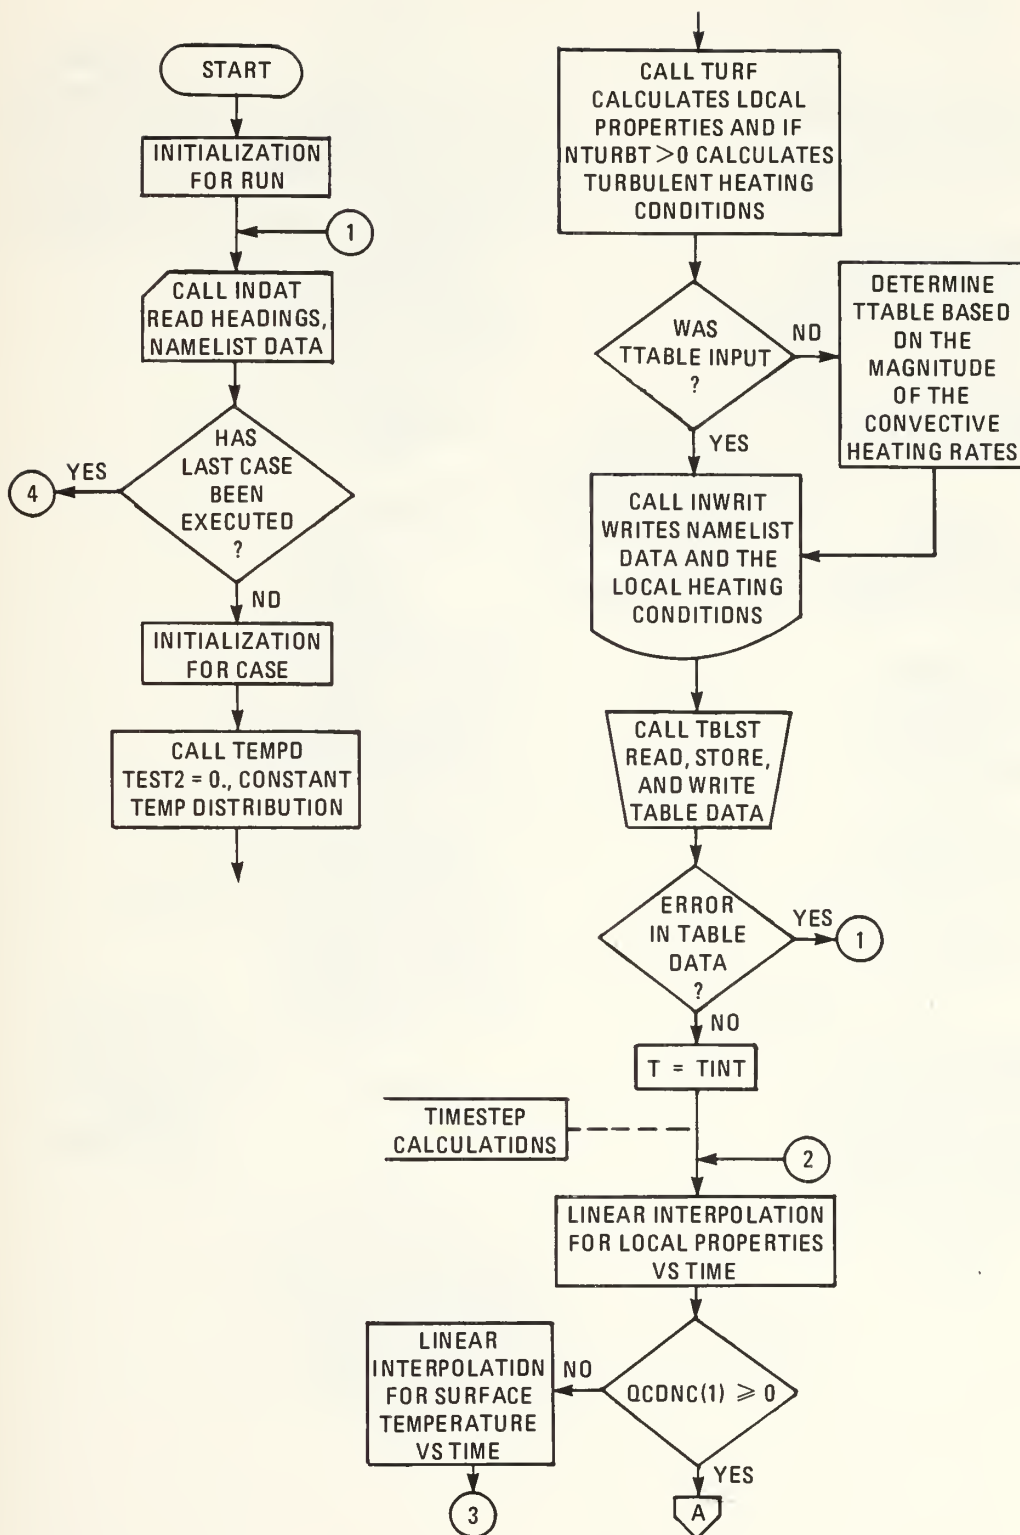 START
INITIALIZATION
FOR RUN
1
CALL INDAT
READ HEADINGS,
NAMELIST DATA
HAS
LAST CASE
BEEN
EXECUTED
?
YES
4
NO
INITIALIZATION
FOR CASE
CALL TEMPD
TEST2 = 0., CONSTANT
TEMP DISTRIBUTION
CALL TURF
CALCULATES LOCAL
PROPERTIES AND IF
NTURBT >0 CALCULATES
TURBULENT HEATING
CONDITIONS
WAS
TTABLE INPUT
?
NO
DETERMINE
TTABLE BASED
ON THE
MAGNITUDE
OF THE
CONVECTIVE
HEATING RATES
YES
CALL INWRIT
WRITES NAMELIST
DATA AND THE
LOCAL HEATING
CONDITIONS
CALL TBLST
READ, STORE,
AND WRITE
TABLE DATA
ERROR
IN TABLE
DATA
?
YES
1
NO
T = TINT
TIMESTEP
CALCULATIONS
2
LINEAR INTERPOLATION
FOR LOCAL PROPERTIES
VS TIME
QCONC(1) ⩾ 0
NO
LINEAR
INTERPOLATION
FOR SURFACE
TEMPERATURE
VS TIME
3
YES
A